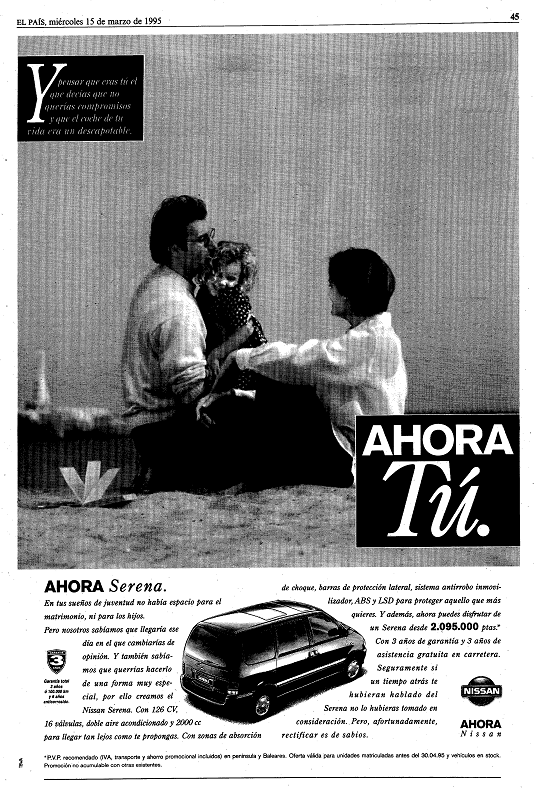 EL PAÍS, miércoles 15 de marzo de 1995
45
Y pensar que eras tú el
que decías que no
querías compromisos
y que el coche de tu
vida era un descapotable.
AHORA
Tú.
AHORA Serena.
En tus sueños de juventud no había espacio para el
matrimonio, ni para los hijos.
Pero nosotros sabíamos que llegaría ese
día en el que cambiarías de
opinión. Y también sabía-
mos que querrías hacerlo
de una forma muy espe-
cial, por ello creamos el
Nissan Serena. Con 126 CV,
16 válvulas, doble aire acondicionado y 2000 cc
para llegar tan lejos como te propongas. Con zonas de absorción
3
Garantía total
3 años
ó 100.000 km
y 6 años
anticorrosión.
de choque, barras de protección lateral, sistema antirrobo inmovi-
lizador, ABS y LSD para proteger aquello que más
quieres. Y además, ahora puedes disfrutar de
un Serena desde 2.095.000 ptas.*
Con 3 años de garantía y 3 años de
asistencia gratuita en carretera.
Seguramente si
un tiempo atrás te
hubieran hablado del
Serena no lo hubieras tomado en
consideración. Pero, afortunadamente,
rectificar es de sabios.
NISSAN
AHORA
Nissan
*P.V.P. recomendado (IVA, transporte y ahorro promocional incluidos) en península y Baleares. Oferta válida para unidades matriculadas antes del 30.04.95 y vehículos en stock.
Promoción no acumulable con otras existentes.